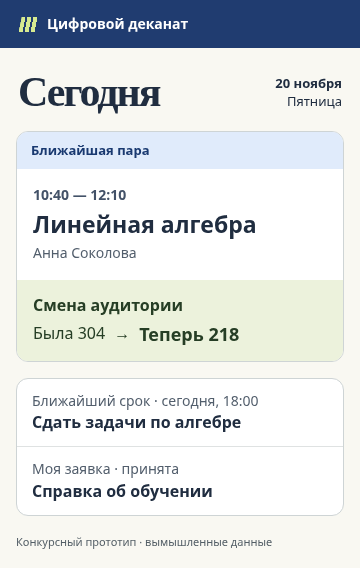 Цифровой деканат
Сегодня
20 ноября
Пятница
Ближайшая пара
10:40 — 12:10
Линейная алгебра
Анна Соколова
Смена аудитории
Была 304 → Теперь 218
Ближайший срок · сегодня, 18:00
Сдать задачи по алгебре
Моя заявка · принята
Справка об обучении
Конкурсный прототип · вымышленные данные